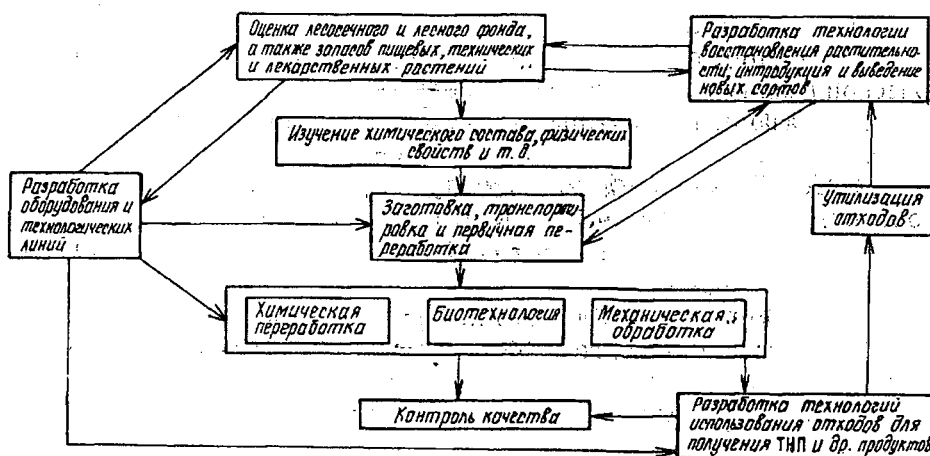 Оценка лесосечного и лесного фонда,
а также запасов пищевых, технических
и лекарственных растений
Разработка технологии
восстановления растительно-
сти, интродукция и выведение
новых сортов
Изучение химического состава, физических
свойств и т. д.
Разработка
оборудования и
технологических
линий
Заготовка, транспорти-
ровка и первичная пе-
реработка
Утилизация
отходов
Химическая
переработка
Биотехнология
Механическая
обработка
Контроль качества
Разработка технологий
использования отходов для
получения ТНП и др. продуктов